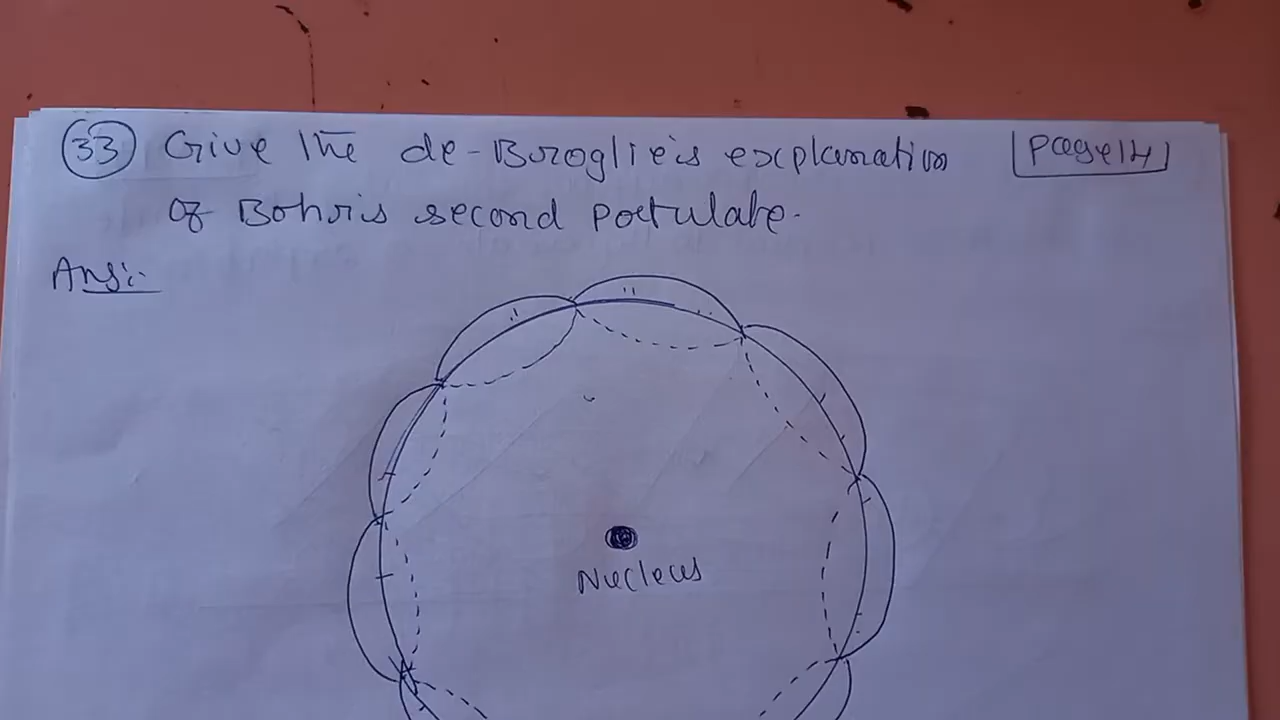 33 Give the de-Broglie's explanation
of Bohr's second Postulate.
Page 14
Ans:-
Nucleus